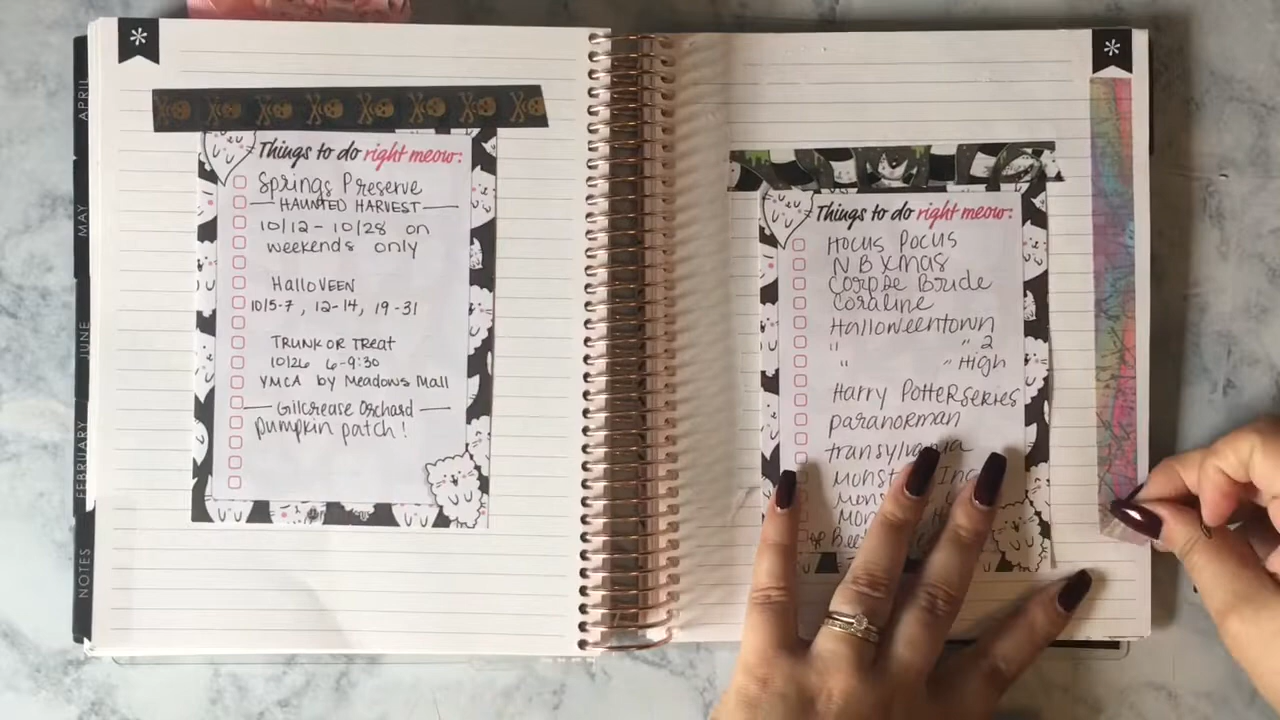 APRIL
MAY
JUNE
FEBRUARY
NOTES
*
Things to do right meow:
Springs Preserve
HAUNTED HARVEST
10/12 - 10/28 on
weekends only
HalloVEEN
10/5-7, 12-14, 19-31
TRUNK OR TREAT
10/26 6-9:30
YMCA by Meadows Mall
Gilcrease Orchard
Pumpkin patch!
*
Things to do right meow:
Hocus Pocus
N B Xmas
Corpse Bride
Coraline
Halloweentown
" " 2
" " High
Harry Potter Series
paranorman
transylvania